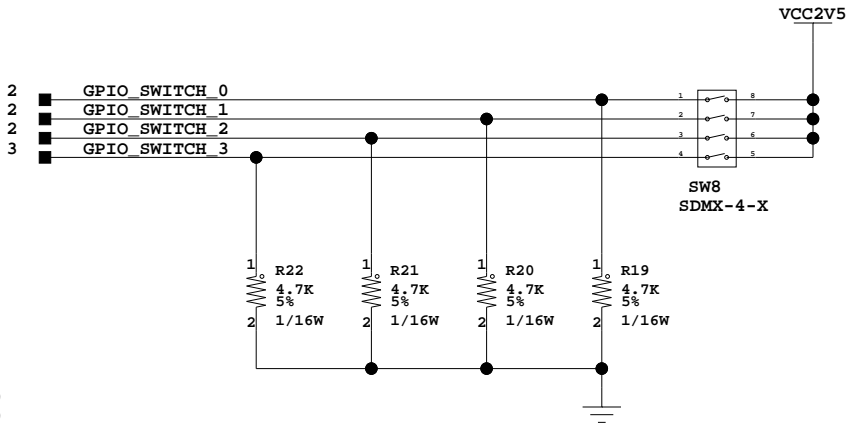 VCC2V5
2 GPIO_SWITCH_0 1 8
2 GPIO_SWITCH_1 2 7
2 GPIO_SWITCH_2 3 6
3 GPIO_SWITCH_3 4 5
SW8
SDMX-4-X
1 R22 1 R21 1 R20 1 R19
4.7K 4.7K 4.7K 4.7K
5% 5% 5% 5%
2 1/16W 2 1/16W 2 1/16W 2 1/16W